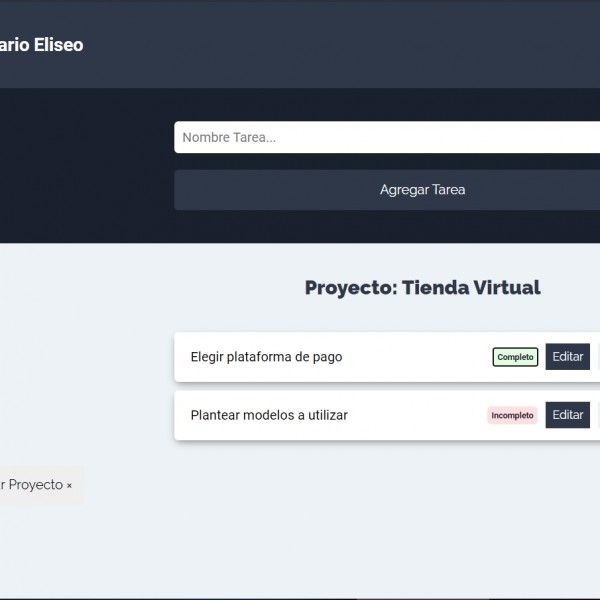 ario Eliseo
Nombre Tarea...
Agregar Tarea
Proyecto: Tienda Virtual
Elegir plataforma de pago Completo Editar
Plantear modelos a utilizar Incompleto Editar
r Proyecto ×